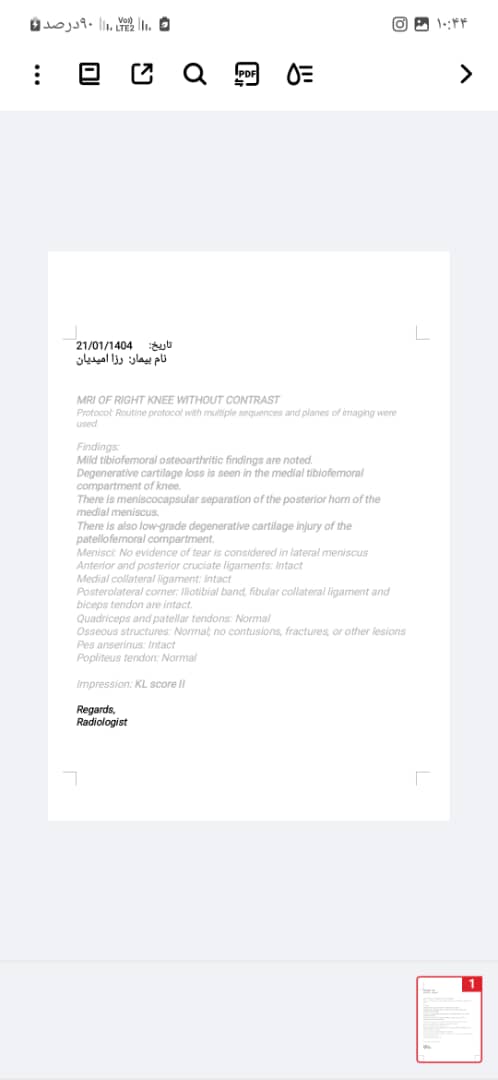 ۹۰درصد Vo)) LTE2 ۱۰:۴۴
PDF
تاریخ: 21/01/1404
نام بیمار: رزا امیدیان
MRI OF RIGHT KNEE WITHOUT CONTRAST
Protocol: Routine protocol with multiple sequences and planes of imaging were
used.
Findings:
Mild tibiofemoral osteoarthritic findings are noted.
Degenerative cartilage loss is seen in the medial tibiofemoral
compartment of knee.
There is meniscocapsular separation of the posterior horn of the
medial meniscus.
There is also low-grade degenerative cartilage injury of the
patellofemoral compartment.
Menisci: No evidence of tear is considered in lateral meniscus
Anterior and posterior cruciate ligaments: Intact
Medial collateral ligament: Intact
Posterolateral corner: Iliotibial band, fibular collateral ligament and
biceps tendon are intact.
Quadriceps and patellar tendons: Normal
Osseous structures: Normal; no contusions, fractures, or other lesions
Pes anserinus: Intact
Popliteus tendon: Normal
Impression: KL score II
Regards,
Radiologist
1